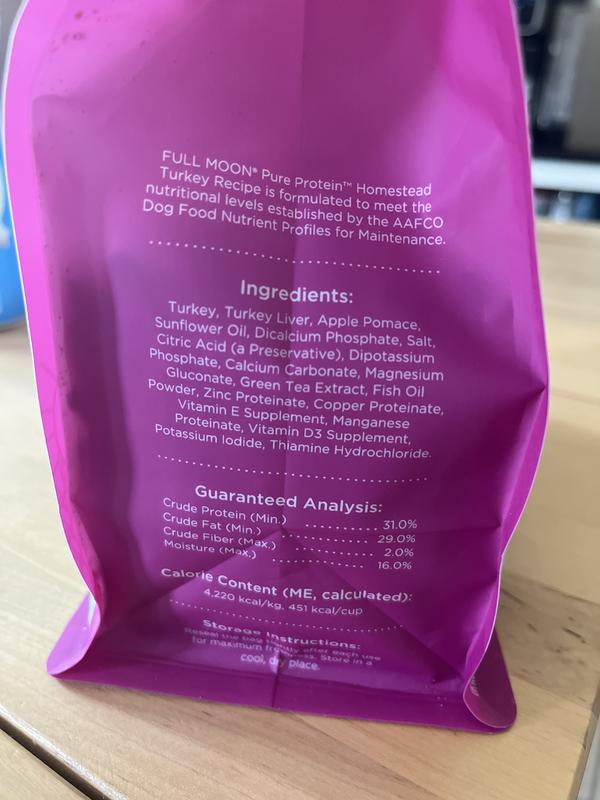 FULL MOON® Pure Protein™ Homestead
Turkey Recipe is formulated to meet the
nutritional levels established by the AAFCO
Dog Food Nutrient Profiles for Maintenance.
Ingredients:
Turkey, Turkey Liver, Apple Pomace,
Sunflower Oil, Dicalcium Phosphate, Salt,
Citric Acid (a Preservative), Dipotassium
Phosphate, Calcium Carbonate, Magnesium
Gluconate, Green Tea Extract, Fish Oil
Powder, Zinc Proteinate, Copper Proteinate,
Vitamin E Supplement, Manganese
Proteinate, Vitamin D3 Supplement,
Potassium Iodide, Thiamine Hydrochloride.
Guaranteed Analysis:
Crude Protein (Min.) .......... 31.0%
Crude Fat (Min.) .......... 29.0%
Crude Fiber (Max.) .......... 2.0%
Moisture (Max.) .......... 16.0%
Calorie Content (ME, calculated):
4,220 kcal/kg, 451 kcal/cup
Storage Instructions:
Reseal the bag tightly after each use
for maximum freshness. Store in a
cool, dry place.